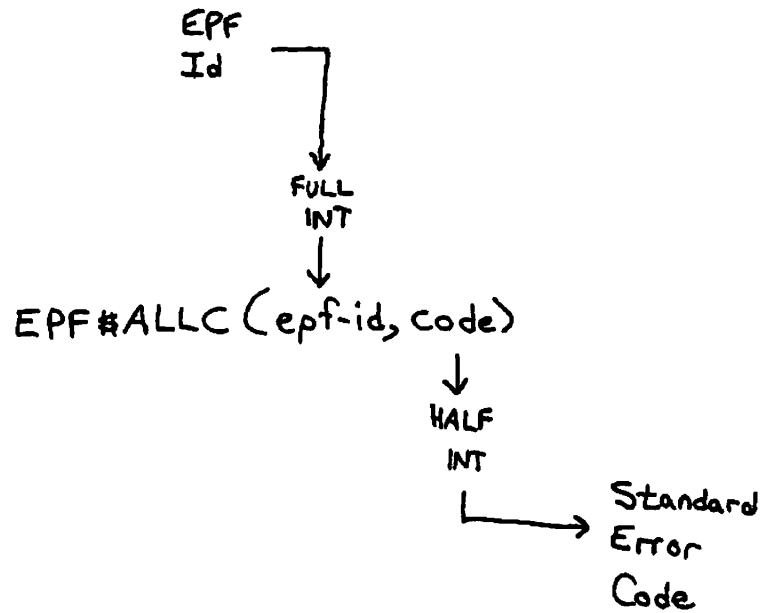 EPF
Id
FULL
INT
EPF$ALLC (epf-id, code)
HALF
INT
Standard
Error
Code